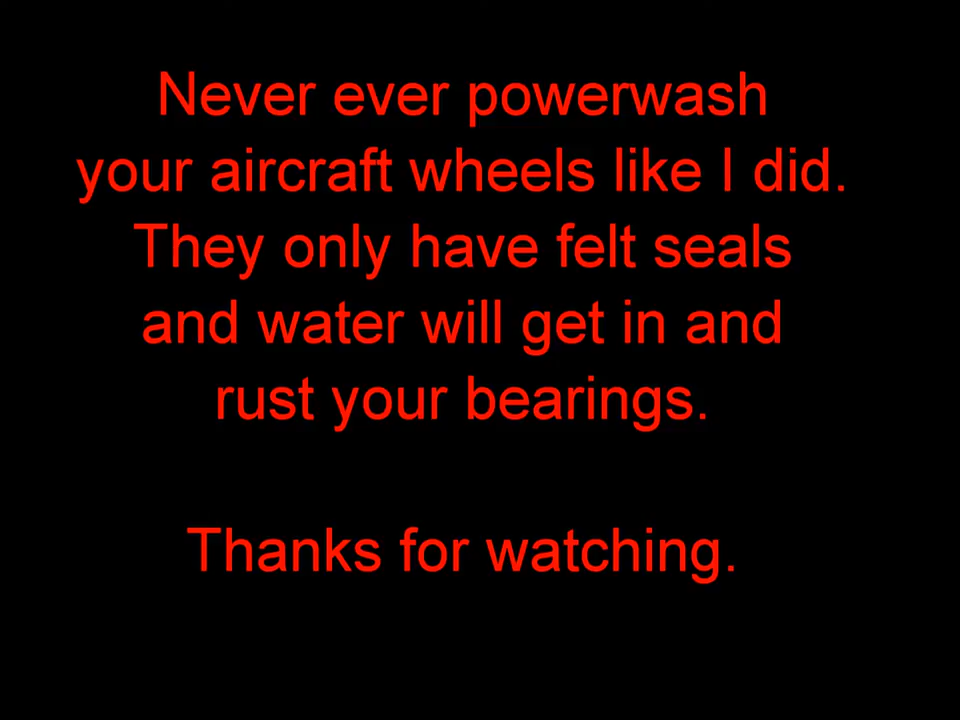 Never ever powerwash
your aircraft wheels like I did.
They only have felt seals
and water will get in and
rust your bearings.
Thanks for watching.